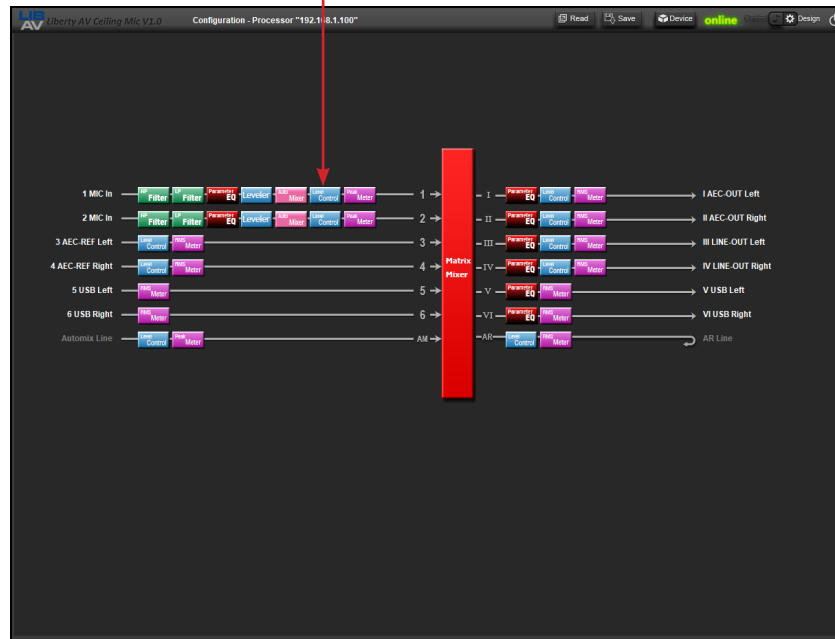 LIB AV Liberty AV Ceiling Mic V1.0 Configuration - Processor "192.168.1.100" Read Save Device online Design
1 MIC In HP Filter LP Filter Parameter EQ Leveler Auto Mixer Level Control Peak Meter 1 I Parameter EQ Level Control RMS Meter I AEC-OUT Left
2 MIC In HP Filter LP Filter Parameter EQ Leveler Auto Mixer Level Control Peak Meter 2 II Parameter EQ Level Control RMS Meter II AEC-OUT Right
3 AEC-REF Left Level Control RMS Meter 3 III Parameter EQ Level Control RMS Meter III LINE-OUT Left
4 AEC-REF Right Level Control RMS Meter 4 Matrix Mixer IV Parameter EQ Level Control RMS Meter IV LINE-OUT Right
5 USB Left RMS Meter 5 V Parameter EQ RMS Meter V USB Left
6 USB Right RMS Meter 6 VI Parameter EQ RMS Meter VI USB Right
Automix Line Level Control Peak Meter AM AR Level Control RMS Meter AR Line